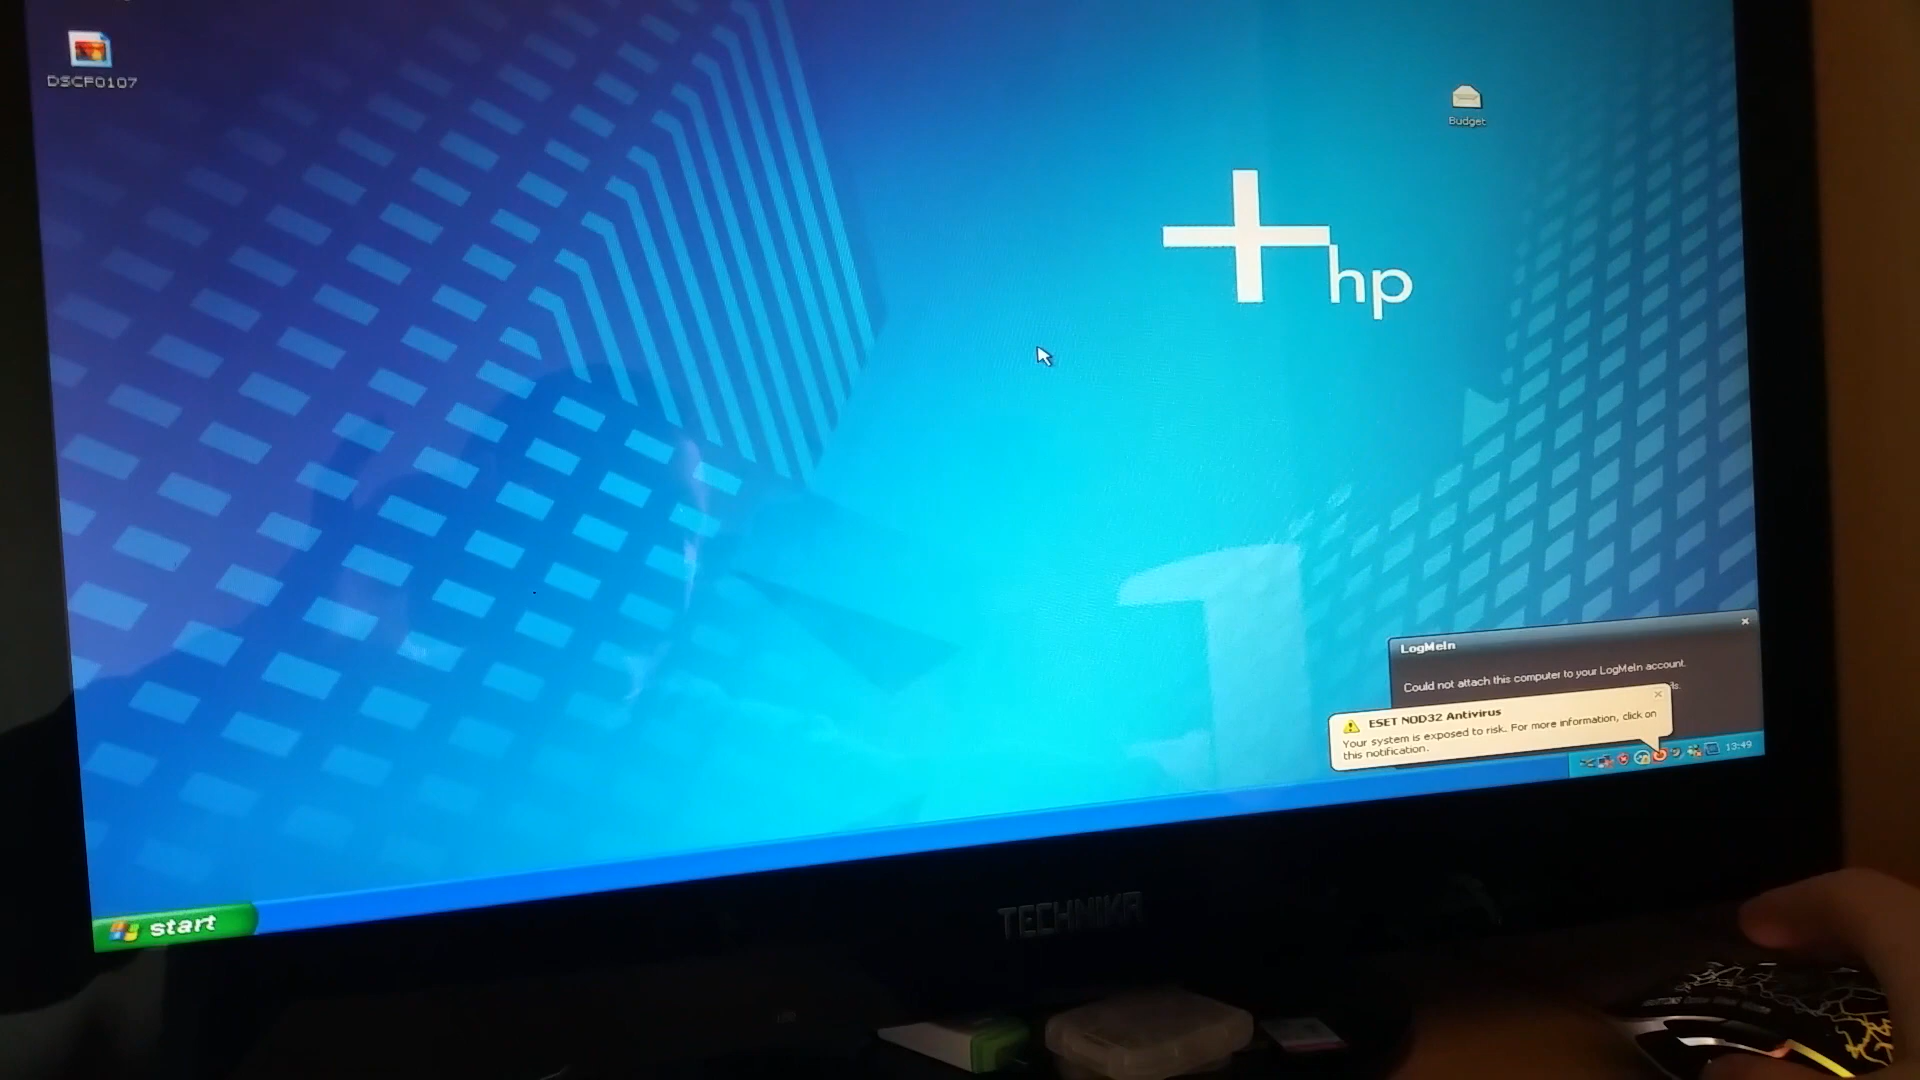 DSCF0107
Budget
hp
LogMeIn
Could not attach this computer to your LogMeIn account.
ESET NOD32 Antivirus
Your system is exposed to risk. For more information, click on
this notification.
13:49
start
TECHNIKA